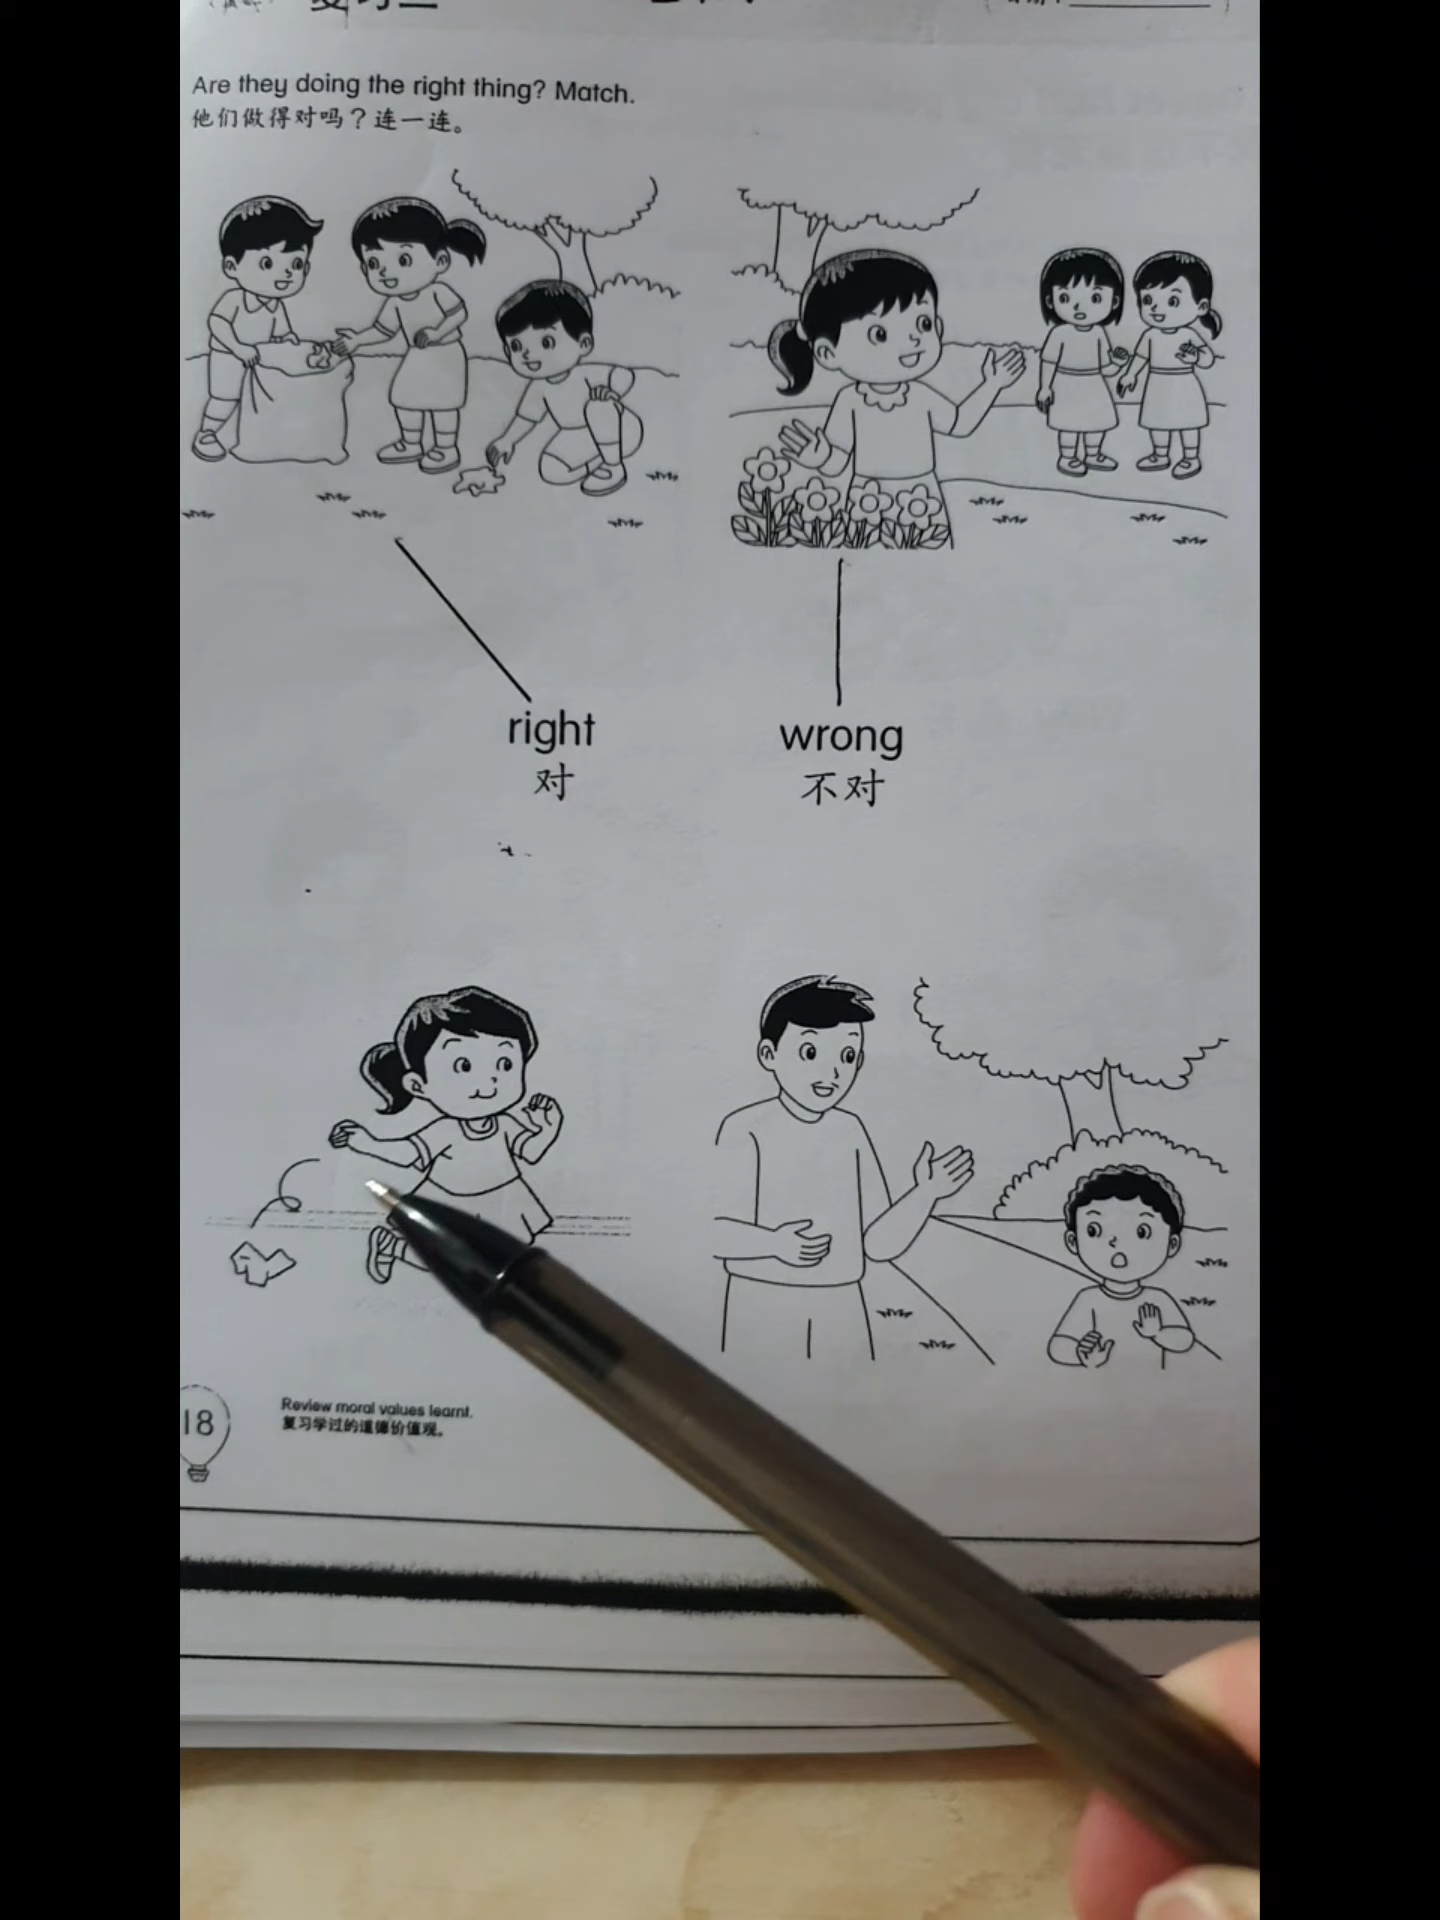 Are they doing the right thing? Match.
他们做得对吗？连一连。
right
对
wrong
不对
18
Review moral values learnt.
复习学过的道德价值观。